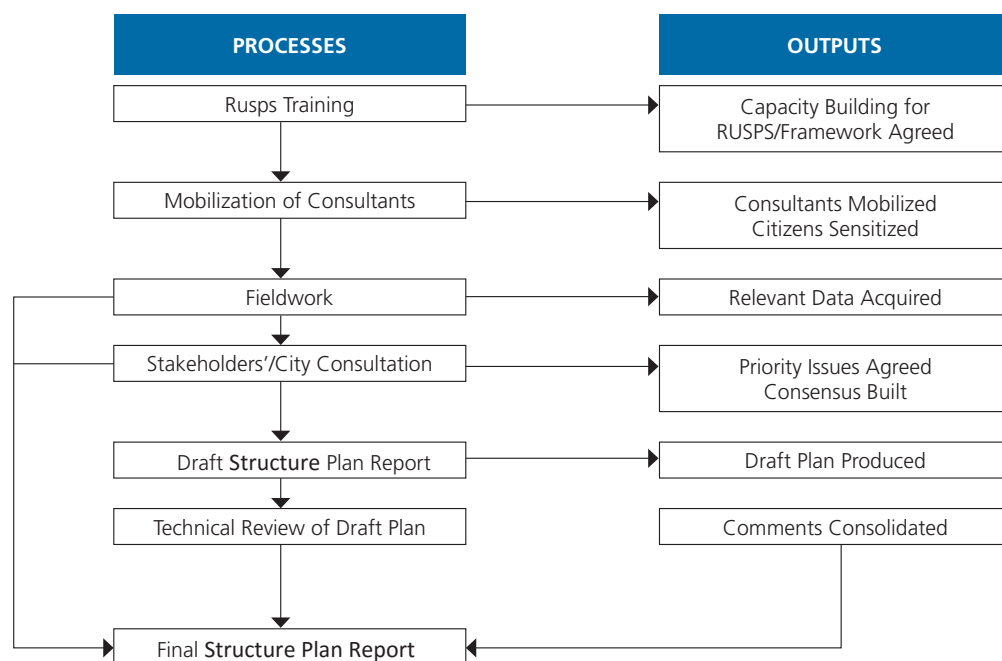 PROCESSES
OUTPUTS
Rusps Training
Capacity Building for
RUSPS/Framework Agreed
Mobilization of Consultants
Consultants Mobilized
Citizens Sensitized
Fieldwork
Relevant Data Acquired
Stakeholders’/City Consultation
Priority Issues Agreed
Consensus Built
Draft Structure Plan Report
Draft Plan Produced
Technical Review of Draft Plan
Comments Consolidated
Final Structure Plan Report